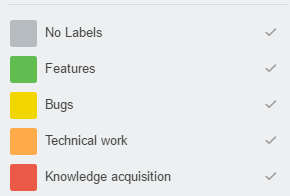 No Labels
Features
Bugs
Technical work
Knowledge acquisition